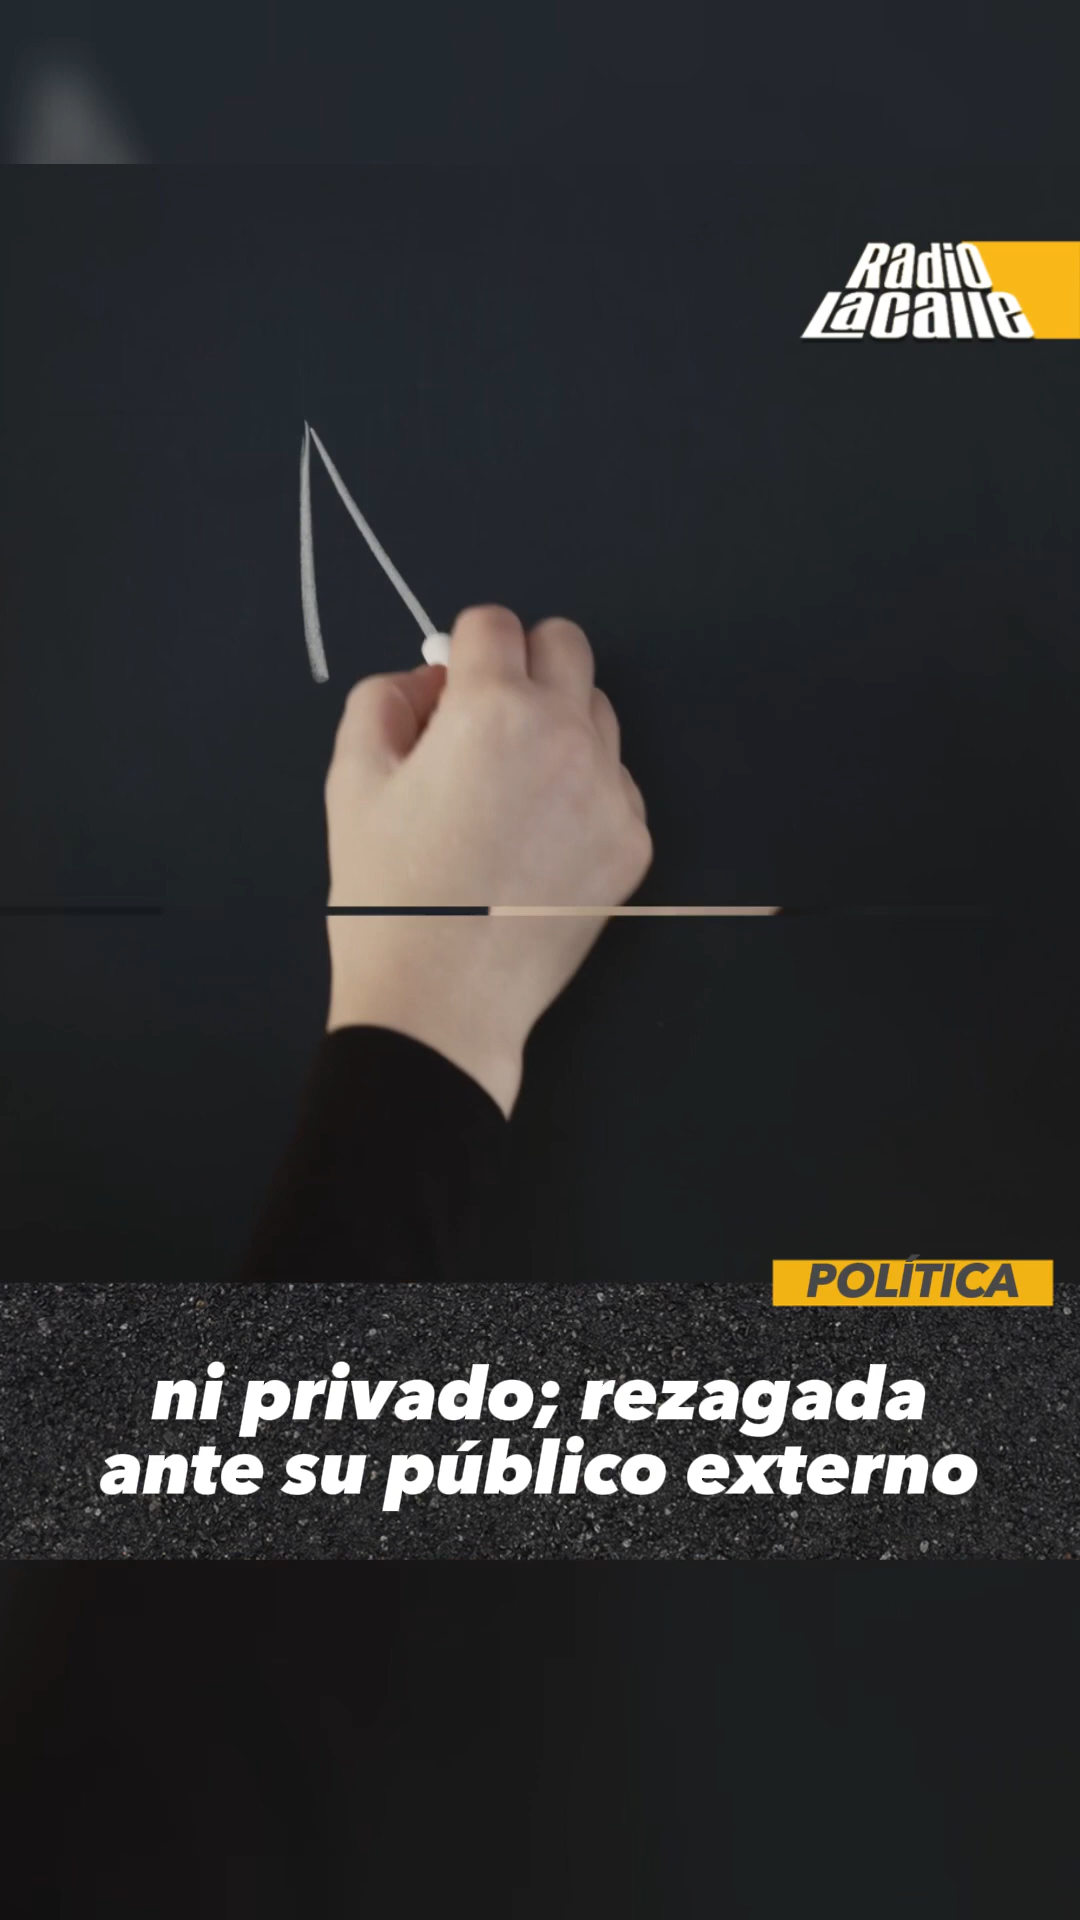 Radio
Lacalle
POLÍTICA
ni privado; rezagada
ante su público externo